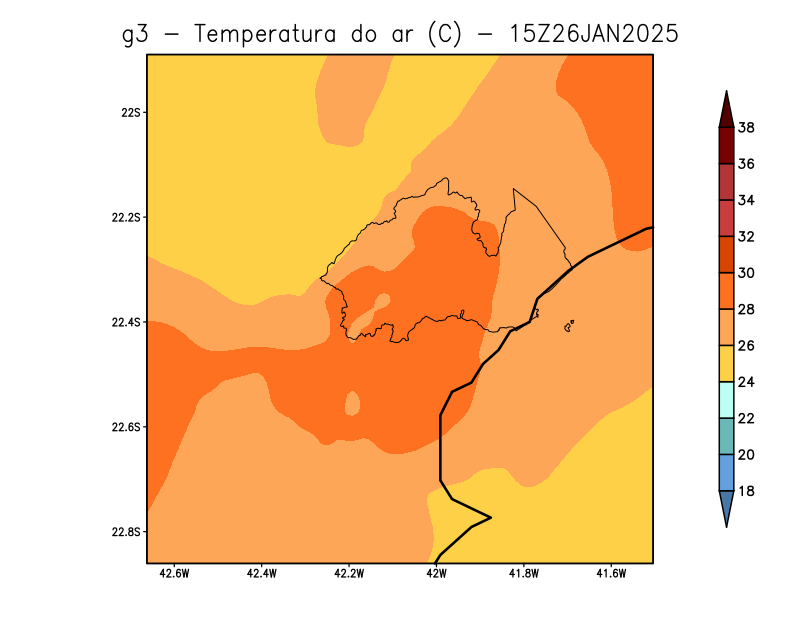 g3 − Temperatura do ar (C) − 15Z26JAN2025
22S
22.2S
22.4S
22.6S
22.8S
42.6W
42.4W
42.2W
42W
41.8W
41.6W
38
36
34
32
30
28
26
24
22
20
18